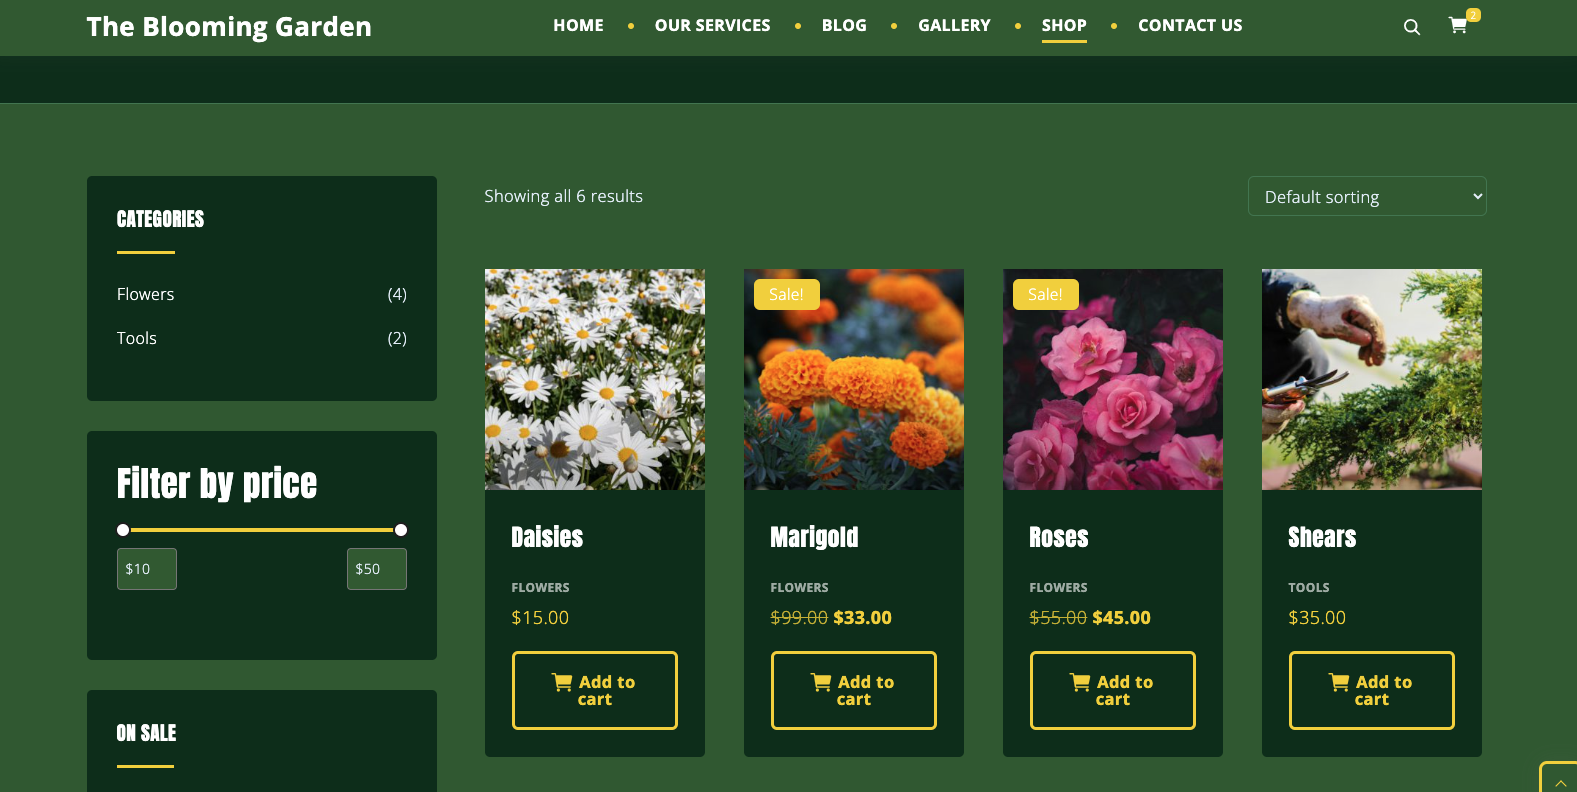 The Blooming Garden
HOME • OUR SERVICES • BLOG • GALLERY • SHOP • CONTACT US
2
CATEGORIES
Flowers (4)
Tools (2)
Filter by price
$10 $50
ON SALE
Showing all 6 results
Default sorting
Daisies
FLOWERS
$15.00
Add to
cart
Sale!
Marigold
FLOWERS
$99.00 $33.00
Add to
cart
Sale!
Roses
FLOWERS
$55.00 $45.00
Add to
cart
Shears
TOOLS
$35.00
Add to
cart